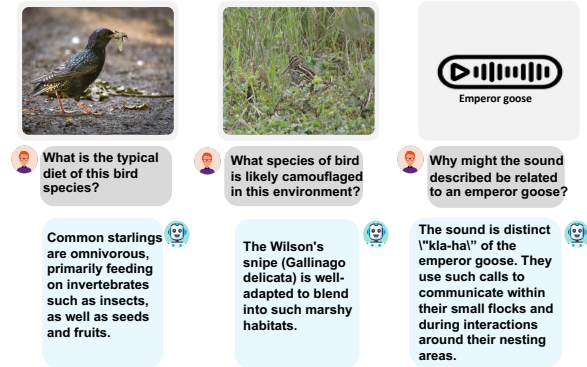 Emperor goose
What is the typical
diet of this bird
species?
What species of bird
is likely camouflaged
in this environment?
Why might the sound
described be related
to an emperor goose?
Common starlings
are omnivorous,
primarily feeding
on invertebrates
such as insects,
as well as seeds
and fruits.
The Wilson's
snipe (Gallinago
delicata) is well-
adapted to blend
into such marshy
habitats.
The sound is distinct
\"kla-ha\" of the
emperor goose. They
use such calls to
communicate within
their small flocks and
during interactions
around their nesting
areas.